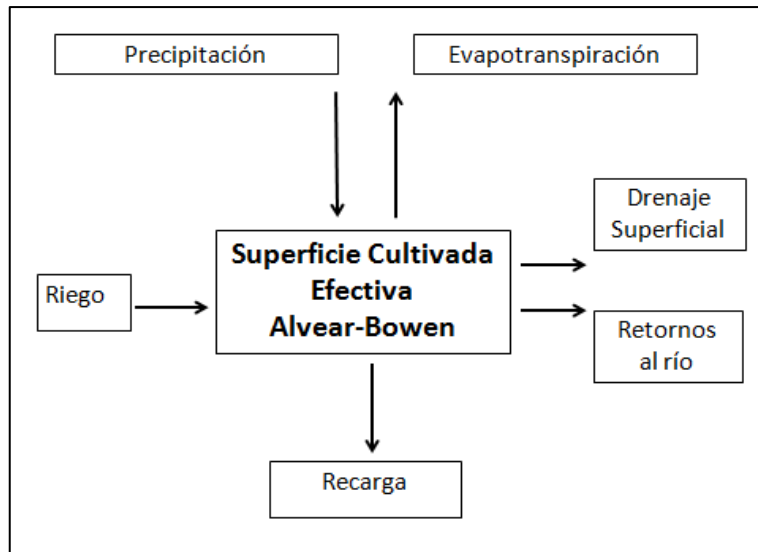 Precipitación
Evapotranspiración
Drenaje
Superficial
Superficie Cultivada
Efectiva
Alvear-Bowen
Riego
Retornos
al río
Recarga